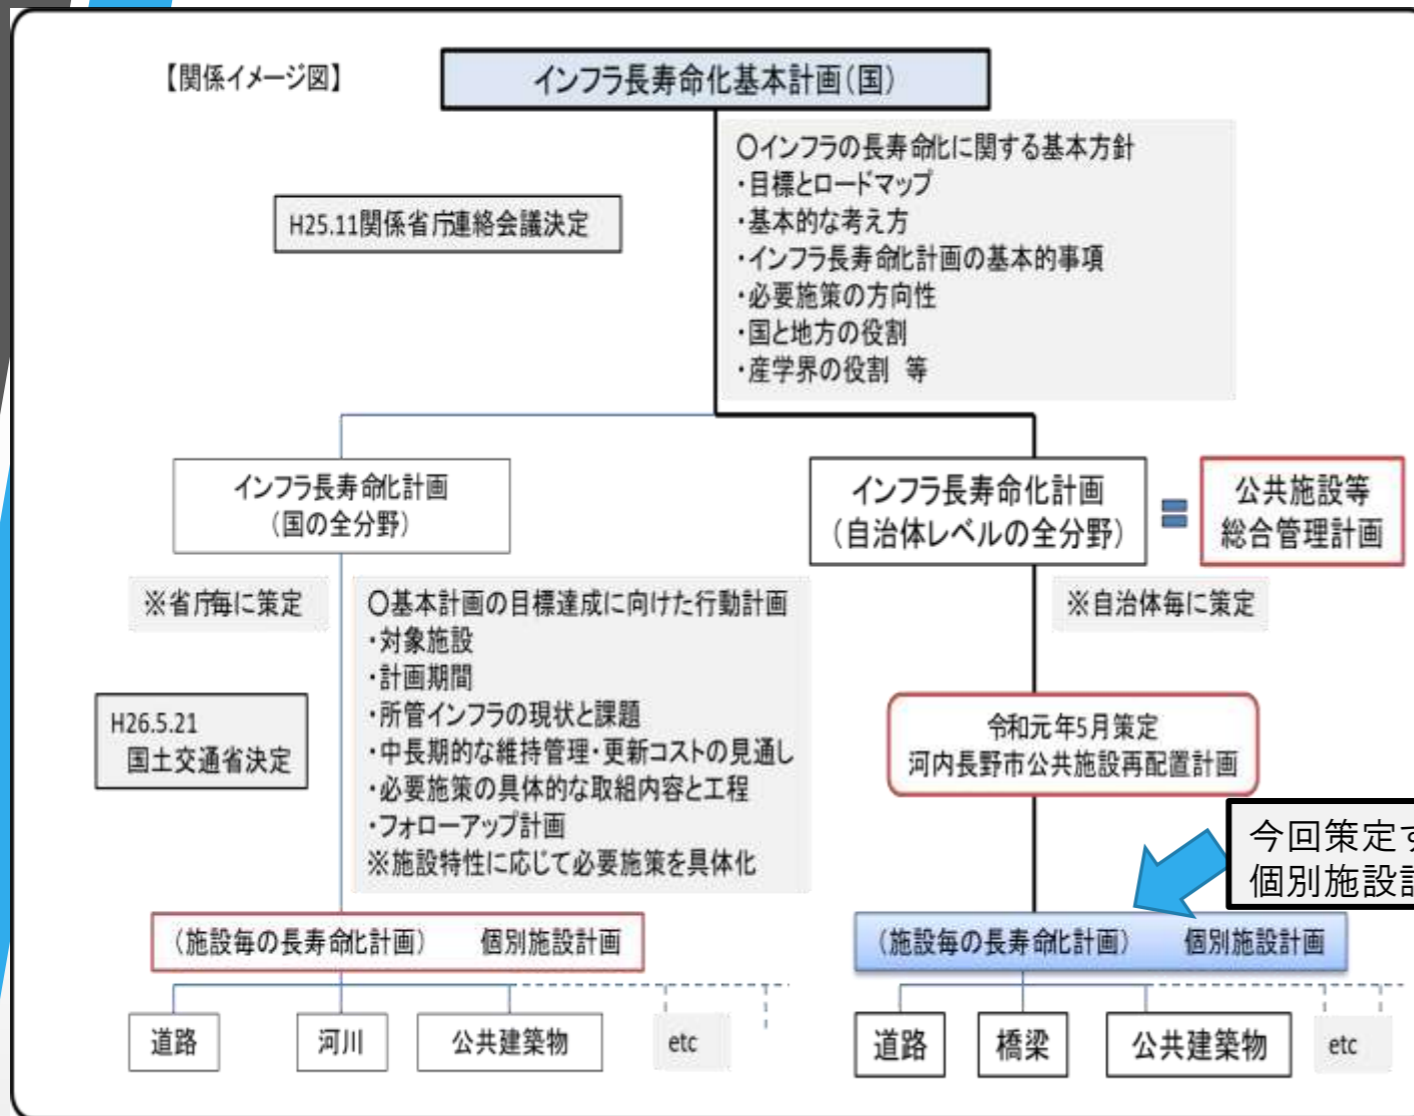 【関係イメージ図】
インフラ長寿命化基本計画(国)
H25.11関係省庁連絡会議決定
○インフラの長寿命化に関する基本方針
・目標とロードマップ
・基本的な考え方
・インフラ長寿命化計画の基本的事項
・必要施策の方向性
・国と地方の役割
・産学界の役割 等
インフラ長寿命化計画
(国の全分野)
インフラ長寿命化計画
(自治体レベルの全分野)
=
公共施設等
総合管理計画
※省庁毎に策定
※自治体毎に策定
○基本計画の目標達成に向けた行動計画
・対象施設
・計画期間
・所管インフラの現状と課題
・中長期的な維持管理・更新コストの見通し
・必要施策の具体的な取組内容と工程
・フォローアップ計画
※施設特性に応じて必要施策を具体化
H26.5.21
国土交通省決定
令和元年5月策定
河内長野市公共施設再配置計画
今回策定す
個別施設計
(施設毎の長寿命化計画) 個別施設計画
道路
河川
公共建築物
etc
(施設毎の長寿命化計画) 個別施設計画
道路
橋梁
公共建築物
etc